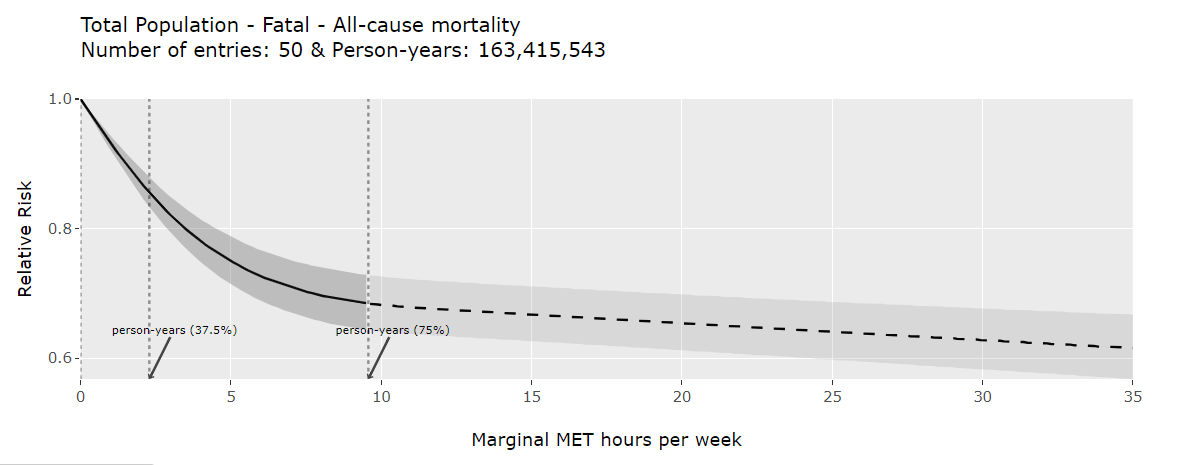 Total Population - Fatal - All-cause mortality
Number of entries: 50 & Person-years: 163,415,543
1.0
0.8
0.6
Relative Risk
person-years (37.5%)
person-years (75%)
0 5 10 15 20 25 30 35
Marginal MET hours per week